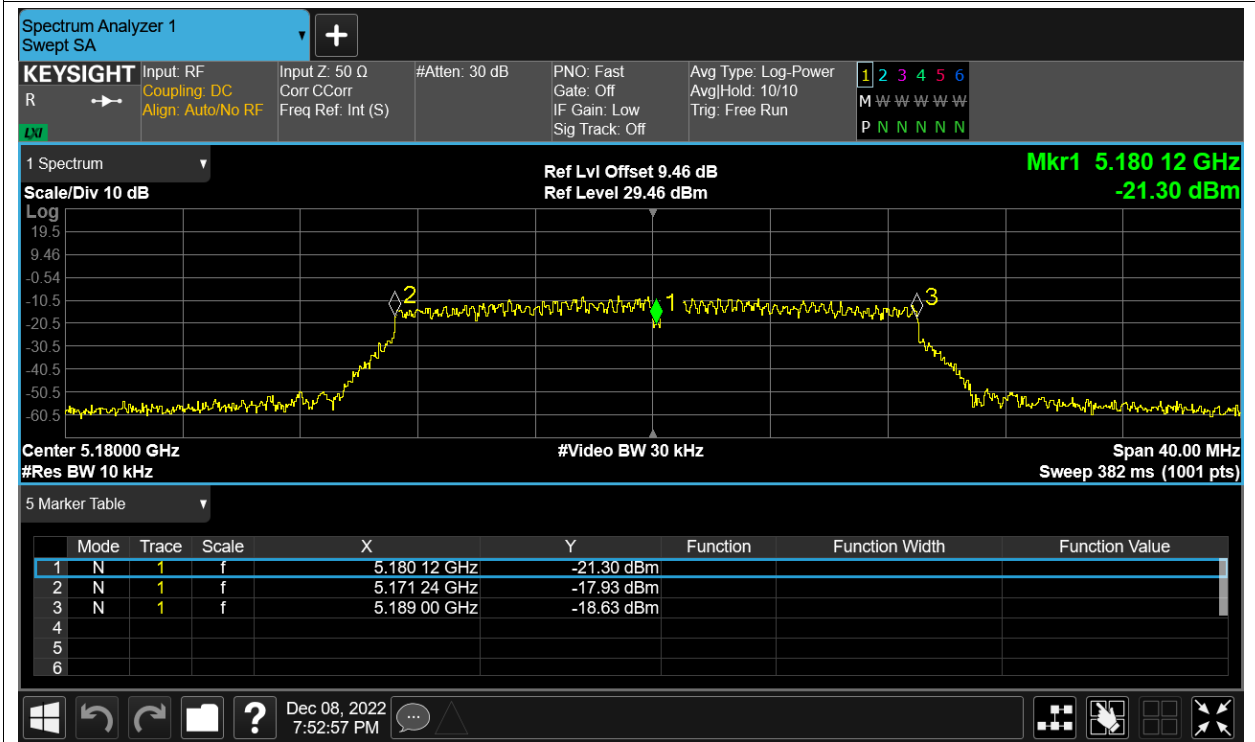 Spectrum Analyzer 1
Swept SA
+
KEYSIGHT
R
LXI
Input: RF
Coupling: DC
Align: Auto/No RF
Input Z: 50 Ω
Corr CCorr
Freq Ref: Int (S)
#Atten: 30 dB
PNO: Fast
Gate: Off
IF Gain: Low
Sig Track: Off
Avg Type: Log-Power
Avg|Hold: 10/10
Trig: Free Run
1 2 3 4 5 6
M W W W W W
P N N N N N
1 Spectrum
Scale/Div 10 dB
Ref Lvl Offset 9.46 dB
Ref Level 29.46 dBm
Mkr1 5.180 12 GHz
-21.30 dBm
Log
19.5
9.46
-0.54
-10.5
-20.5
-30.5
-40.5
-50.5
-60.5
2
1
3
Center 5.18000 GHz
#Video BW 30 kHz
Span 40.00 MHz
#Res BW 10 kHz
Sweep 382 ms (1001 pts)
5 Marker Table
Mode Trace Scale X Y Function Function Width Function Value
1 N 1 f 5.180 12 GHz -21.30 dBm
2 N 1 f 5.171 24 GHz -17.93 dBm
3 N 1 f 5.189 00 GHz -18.63 dBm
4
5
6
?
Dec 08, 2022
7:52:57 PM